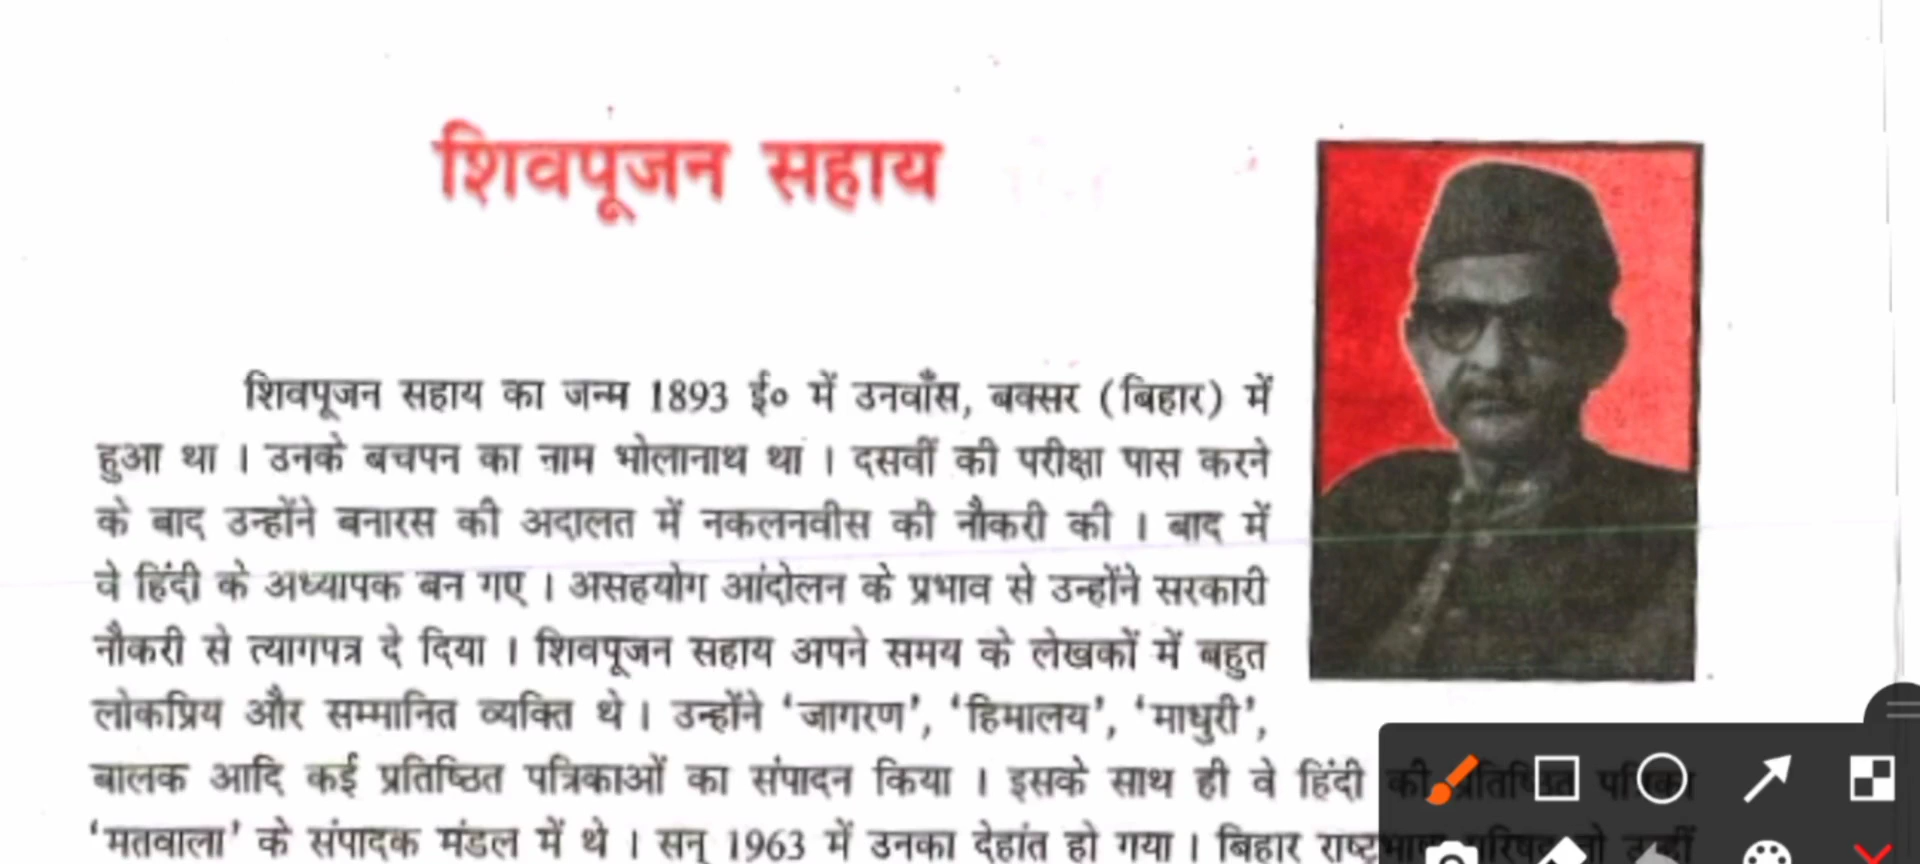 शिवपूजन सहाय
शिवपूजन सहाय का जन्म 1893 ई० में उनवाँस, बक्सर (बिहार) में
हुआ था । उनके बचपन का नाम भोलानाथ था । दसवीं की परीक्षा पास करने
के बाद उन्होंने बनारस की अदालत में नकलनवीस की नौकरी की । बाद में
वे हिंदी के अध्यापक बन गए । असहयोग आंदोलन के प्रभाव से उन्होंने सरकारी
नौकरी से त्यागपत्र दे दिया । शिवपूजन सहाय अपने समय के लेखकों में बहुत
लोकप्रिय और सम्मानित व्यक्ति थे । उन्होंने ‘जागरण’, ‘हिमालय’, ‘माधुरी’,
बालक आदि कई प्रतिष्ठित पत्रिकाओं का संपादन किया । इसके साथ ही वे हिंदी की प्रतिष्ठित पत्रिका
‘मतवाला’ के संपादक मंडल में थे । सन् 1963 में उनका देहांत हो गया । बिहार